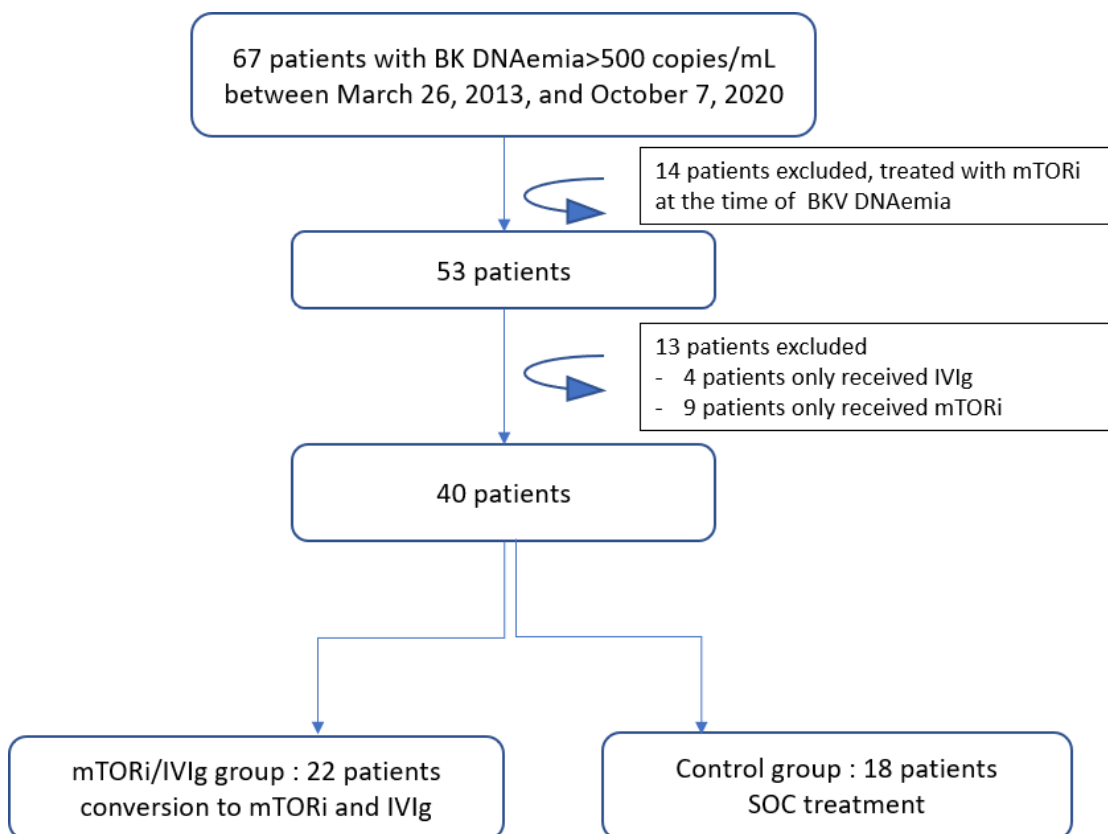 67 patients with BK DNAemia>500 copies/mL
between March 26, 2013, and October 7, 2020
14 patients excluded, treated with mTORi
at the time of BKV DNAemia
53 patients
13 patients excluded
- 4 patients only received IVIg
- 9 patients only received mTORi
40 patients
mTORi/IVIg group : 22 patients
conversion to mTORi and IVIg
Control group : 18 patients
SOC treatment